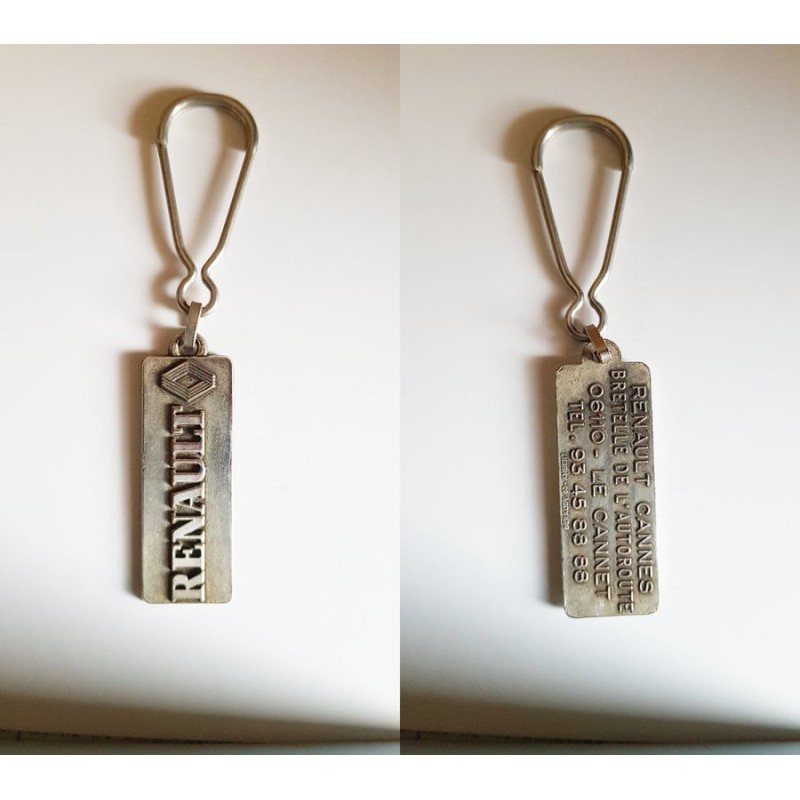 RENAULT
RENAULT CANNES
BRETELLE DE L'AUTOROUTE
06110 - LE CANNET
TEL. 93 45 88 88